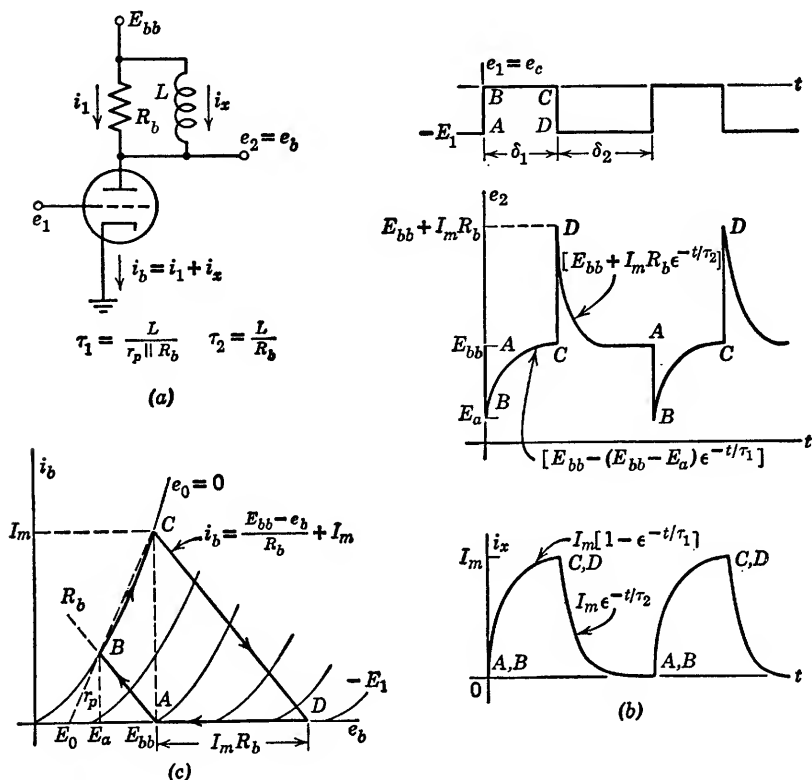 E_bb
i_1
R_b
L
i_x
e_2 = e_b
e_1
i_b = i_1 + i_x
τ_1 = L / (r_p || R_b)  τ_2 = L / R_b
(a)
e_1 = e_c
t
B C
A D
-E_1
δ_1 δ_2
e_2
E_bb + I_m R_b
D D
[E_bb + I_m R_b ϵ^{-t/τ_2}]
E_bb
A A
C C
B B
E_a
t
[E_bb - (E_bb - E_a) ϵ^{-t/τ_1}]
I_m
i_x
I_m[1 - ϵ^{-t/τ_1}]
C,D C,D
I_m ϵ^{-t/τ_2}
A,B A,B
0
t
(b)
i_b
e_0 = 0
I_m
C
i_b = (E_bb - e_b) / R_b + I_m
R_b
B
r_p
A
D
-E_1
E_0 E_a E_bb
I_m R_b
e_b
(c)